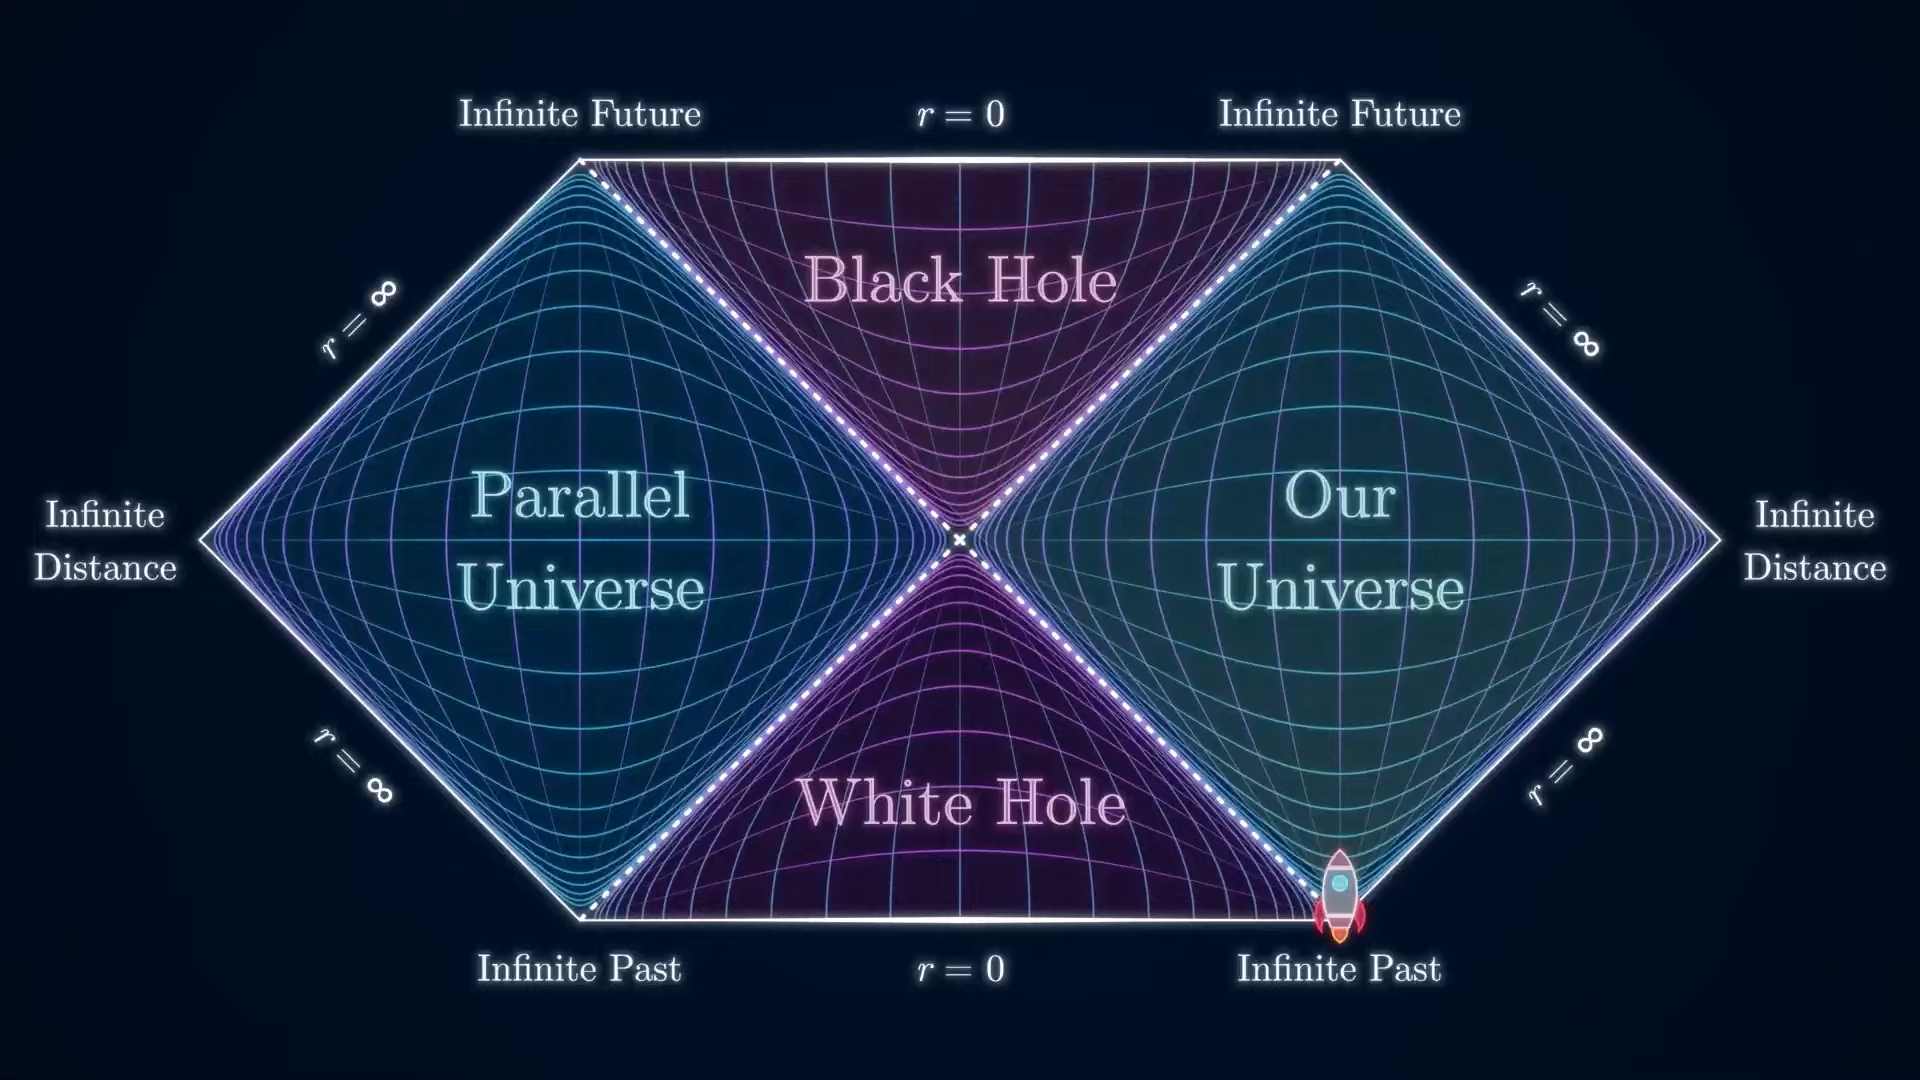 Infinite Future
r = 0
Infinite Future
Black Hole
r = ∞
r = ∞
Parallel
Universe
Our
Universe
Infinite
Distance
Infinite
Distance
r = ∞
r = ∞
White Hole
Infinite Past
r = 0
Infinite Past